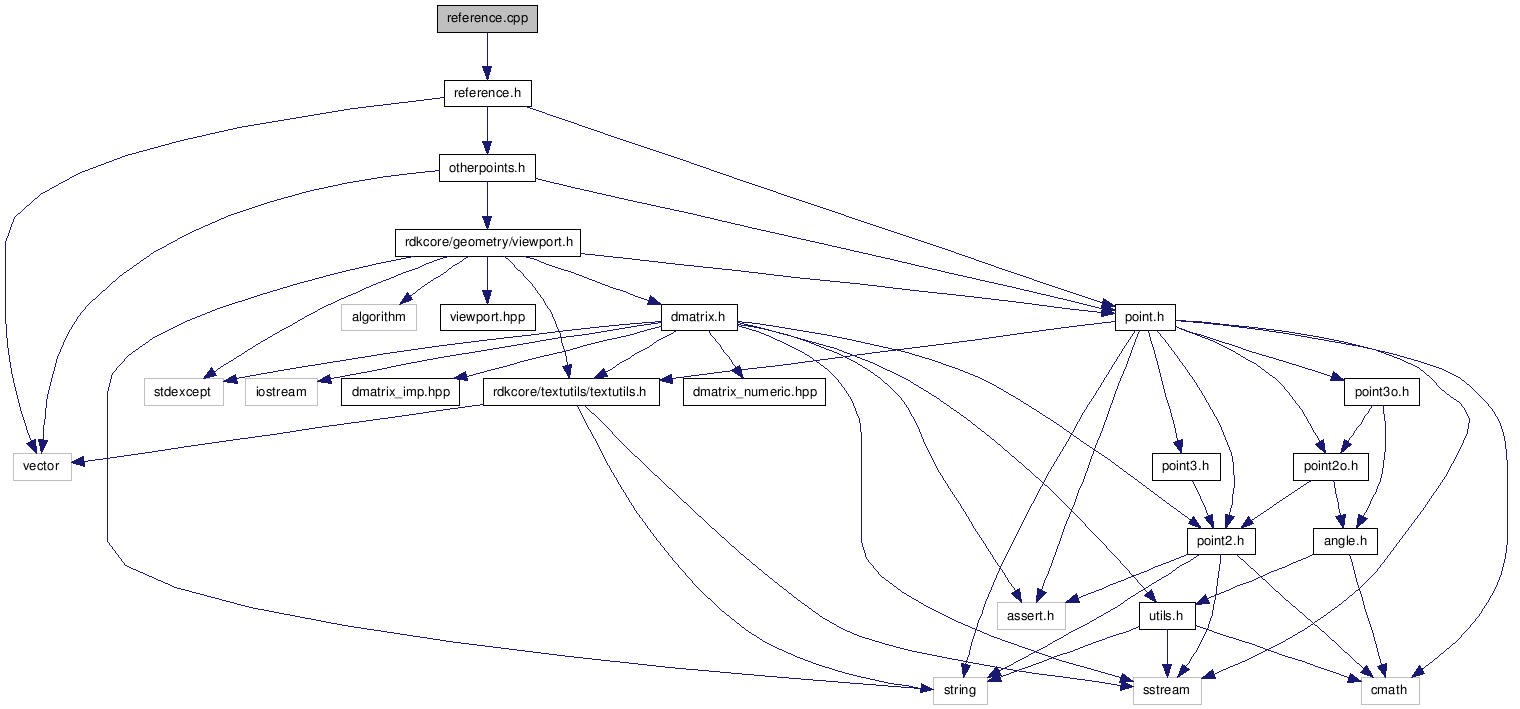 reference.cpp
reference.h
otherpoints.h
rdkcore/geometry/viewport.h
algorithm
viewport.hpp
dmatrix.h
point.h
stdexcept
iostream
dmatrix_imp.hpp
rdkcore/textutils/textutils.h
dmatrix_numeric.hpp
point3o.h
vector
point3.h
point2o.h
point2.h
angle.h
assert.h
utils.h
string
sstream
cmath